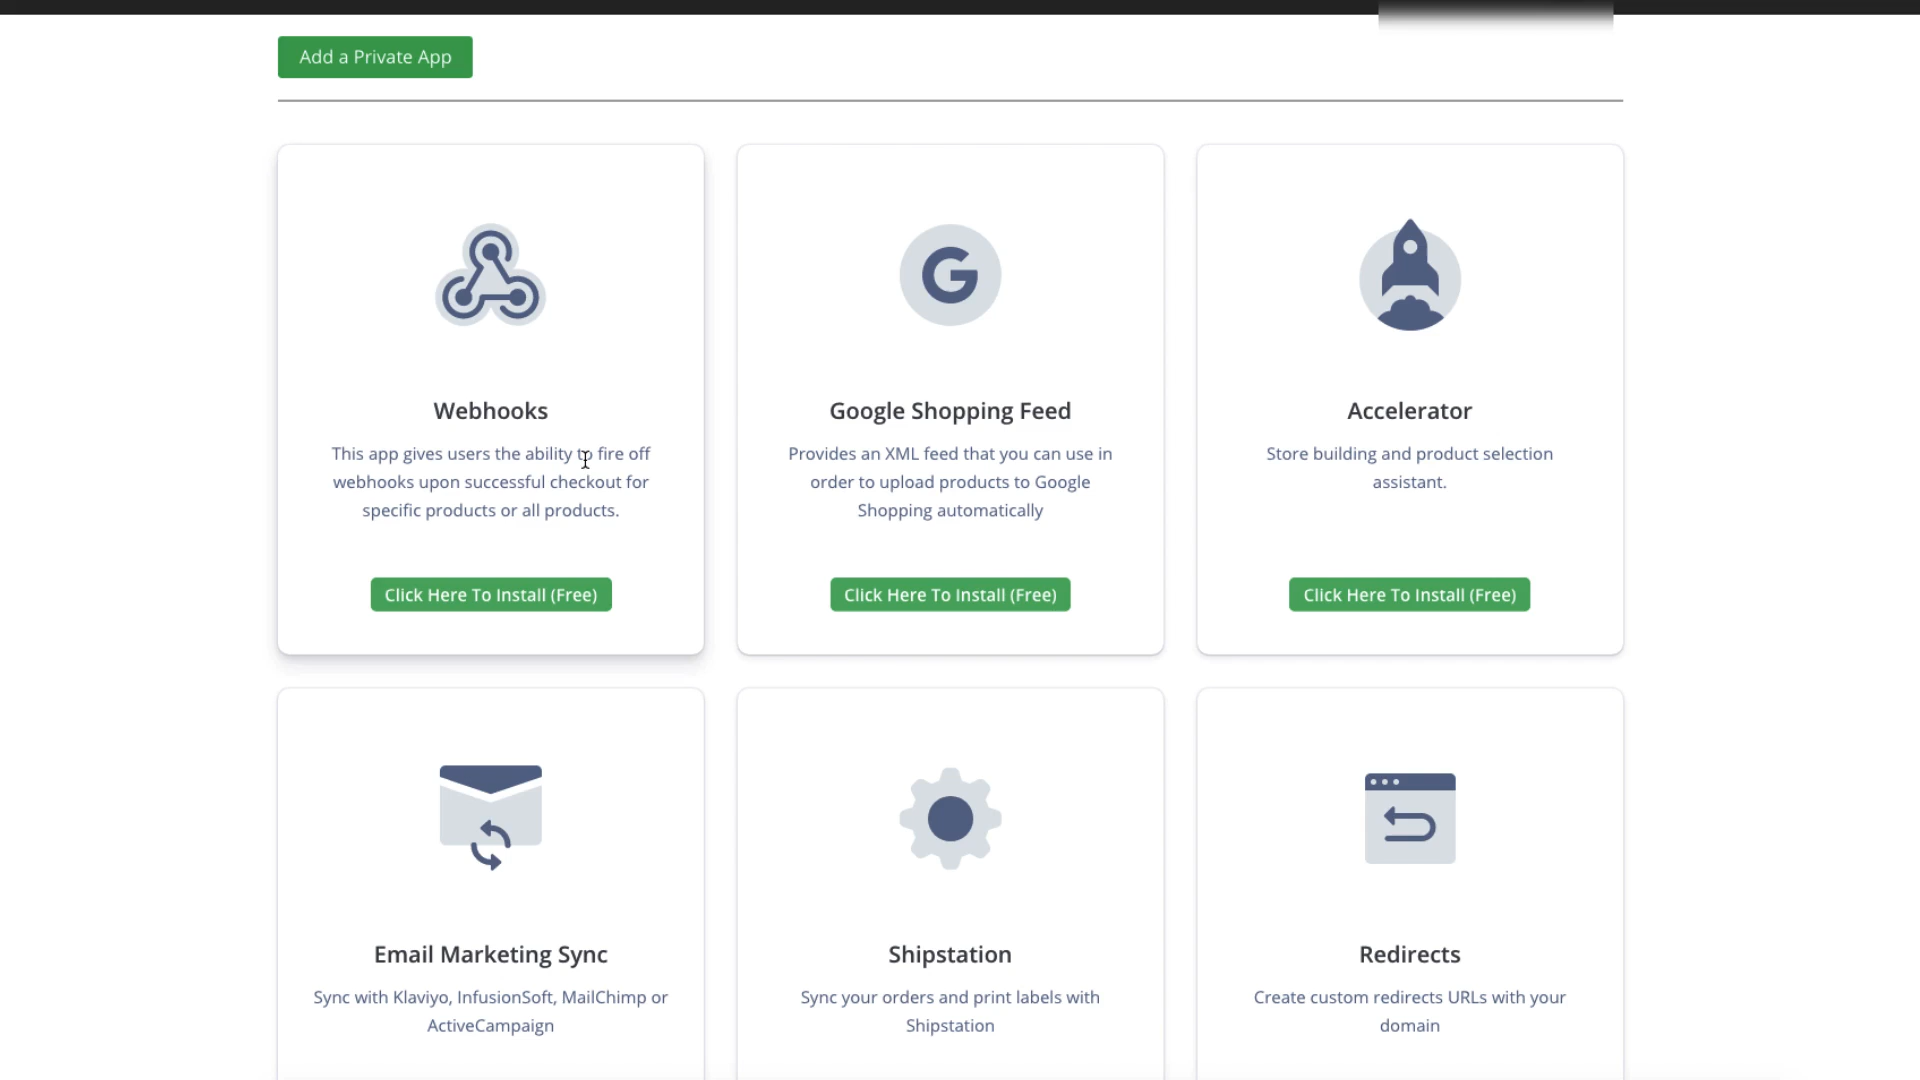 Add a Private App
Webhooks
This app gives users the ability to fire off
webhooks upon successful checkout for
specific products or all products.
Click Here To Install (Free)
Google Shopping Feed
Provides an XML feed that you can use in
order to upload products to Google
Shopping automatically
Click Here To Install (Free)
Accelerator
Store building and product selection
assistant.
Click Here To Install (Free)
Email Marketing Sync
Sync with Klaviyo, InfusionSoft, MailChimp or
ActiveCampaign
Shipstation
Sync your orders and print labels with
Shipstation
Redirects
Create custom redirects URLs with your
domain